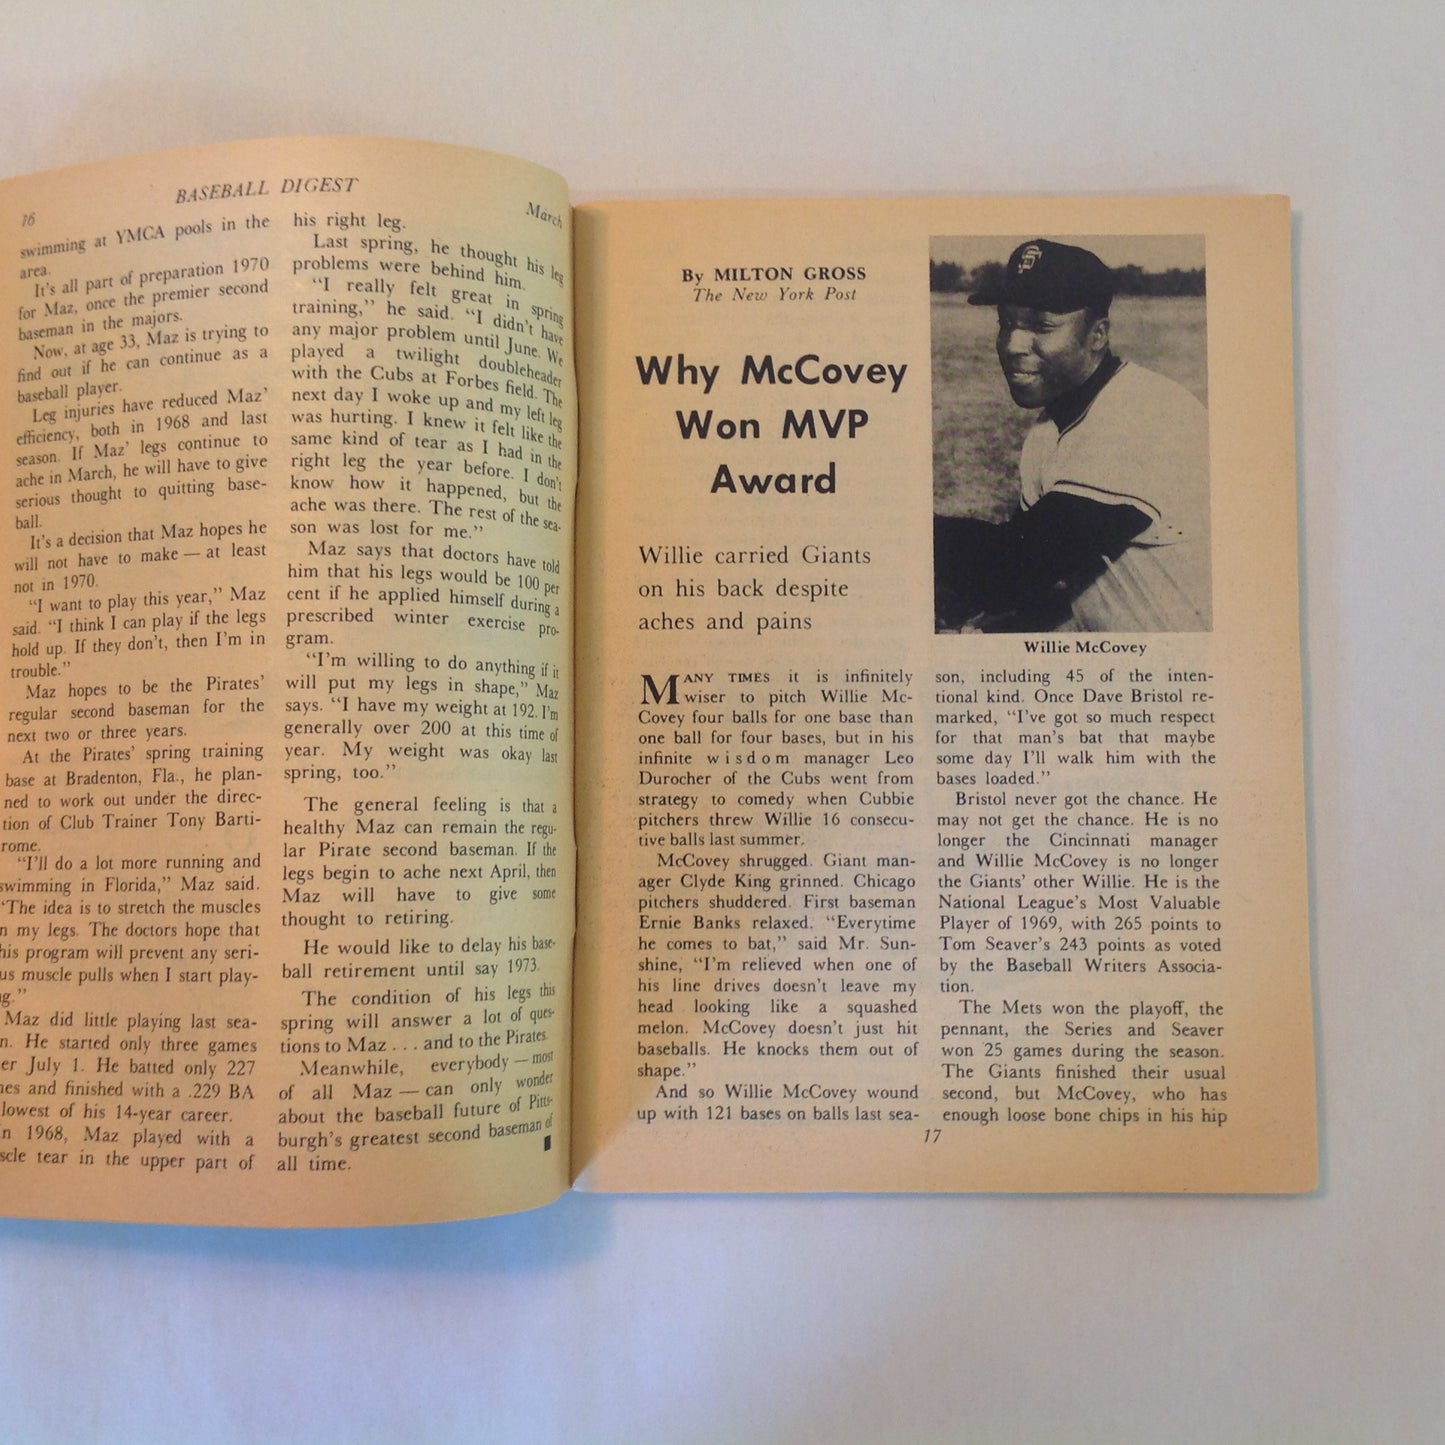 16
BASEBALL DIGEST
March
swimming at YMCA pools in the
area.
It's all part of preparation 1970
for Maz, once the premier second
baseman in the majors.
Now, at age 33, Maz is trying to
find out if he can continue as a
baseball player.
Leg injuries have reduced Maz'
efficiency, both in 1968 and last
season. If Maz' legs continue to
ache in March, he will have to give
serious thought to quitting base-
ball.
It's a decision that Maz hopes he
will not have to make — at least
not in 1970.
"I want to play this year," Maz
said. "I think I can play if the legs
hold up. If they don't, then I'm in
trouble."
Maz hopes to be the Pirates'
regular second baseman for the
next two or three years.
At the Pirates' spring training
base at Bradenton, Fla., he plan-
ned to work out under the direc-
tion of Club Trainer Tony Barti-
rome.
"I'll do a lot more running and
swimming in Florida," Maz said.
"The idea is to stretch the muscles
n my legs. The doctors hope that
his program will prevent any seri-
us muscle pulls when I start play-
g."
Maz did little playing last sea-
n. He started only three games
er July 1. He batted only 227
es and finished with a .229 BA
lowest of his 14-year career.
n 1968, Maz played with a
scle tear in the upper part of
his right leg.
Last spring, he thought his leg
problems were behind him.
"I really felt great in spring
training," he said. "I didn't have
any major problem until June. We
played a twilight doubleheader
with the Cubs at Forbes field. The
next day I woke up and my left leg
was hurting. I knew it felt like the
same kind of tear as I had in the
right leg the year before. I don't
know how it happened, but the
ache was there. The rest of the sea-
son was lost for me."
Maz says that doctors have told
him that his legs would be 100 per
cent if he applied himself during a
prescribed winter exercise pro-
gram.
"I'm willing to do anything if it
will put my legs in shape," Maz
says. "I have my weight at 192. I'm
generally over 200 at this time of
year. My weight was okay last
spring, too."
The general feeling is that a
healthy Maz can remain the regu-
lar Pirate second baseman. If the
legs begin to ache next April, then
Maz will have to give some
thought to retiring.
He would like to delay his base-
ball retirement until say 1973.
The condition of his legs this
spring will answer a lot of ques-
tions to Maz . . . and to the Pirates.
Meanwhile, everybody — most
of all Maz — can only wonder
about the baseball future of Pitts-
burgh's greatest second baseman of
all time.
By MILTON GROSS
The New York Post
Why McCovey
Won MVP
Award
Willie carried Giants
on his back despite
aches and pains
SF
Willie McCovey
MANY TIMES it is infinitely
wiser to pitch Willie Mc-
Covey four balls for one base than
one ball for four bases, but in his
infinite wisdom manager Leo
Durocher of the Cubs went from
strategy to comedy when Cubbie
pitchers threw Willie 16 consecu-
tive balls last summer.
McCovey shrugged. Giant man-
ager Clyde King grinned. Chicago
pitchers shuddered. First baseman
Ernie Banks relaxed. "Everytime
he comes to bat," said Mr. Sun-
shine, "I'm relieved when one of
his line drives doesn't leave my
head looking like a squashed
melon. McCovey doesn't just hit
baseballs. He knocks them out of
shape."
And so Willie McCovey wound
up with 121 bases on balls last sea-
son, including 45 of the inten-
tional kind. Once Dave Bristol re-
marked, "I've got so much respect
for that man's bat that maybe
some day I'll walk him with the
bases loaded."
Bristol never got the chance. He
may not get the chance. He is no
longer the Cincinnati manager
and Willie McCovey is no longer
the Giants' other Willie. He is the
National League's Most Valuable
Player of 1969, with 265 points to
Tom Seaver's 243 points as voted
by the Baseball Writers Associa-
tion.
The Mets won the playoff, the
pennant, the Series and Seaver
won 25 games during the season.
The Giants finished their usual
second, but McCovey, who has
enough loose bone chips in his hip
17